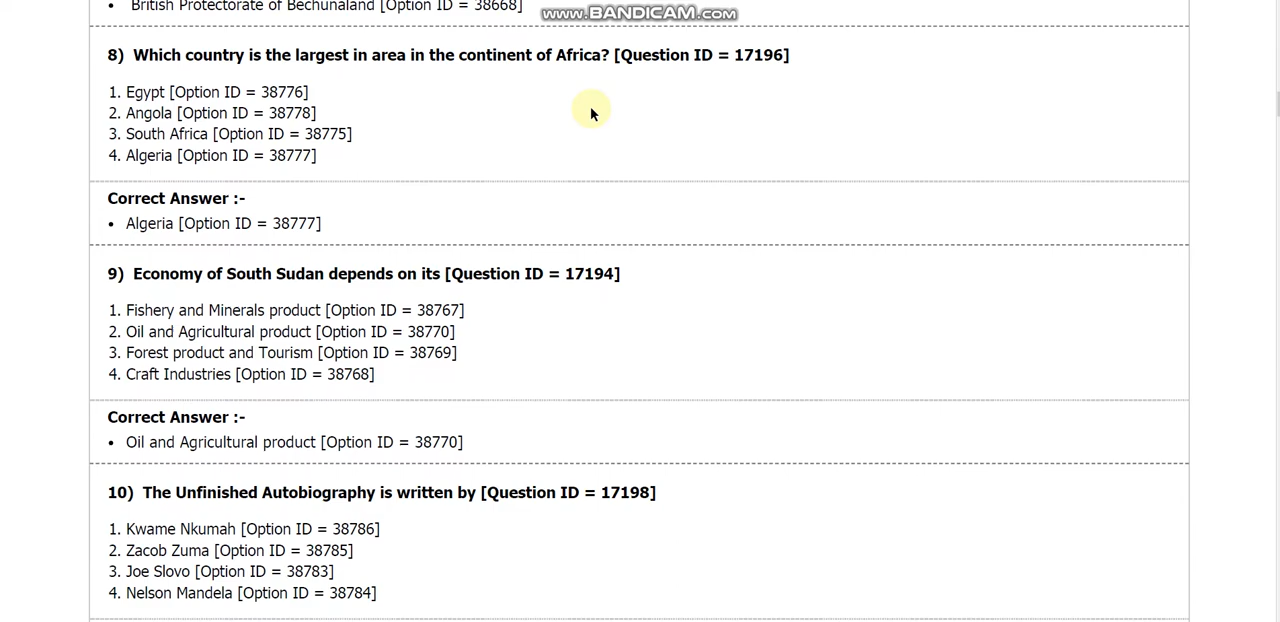 • British Protectorate of Bechunaland [Option ID = 38668]
www.BANDICAM.com
8) Which country is the largest in area in the continent of Africa? [Question ID = 17196]
1. Egypt [Option ID = 38776]
2. Angola [Option ID = 38778]
3. South Africa [Option ID = 38775]
4. Algeria [Option ID = 38777]
Correct Answer :-
• Algeria [Option ID = 38777]
9) Economy of South Sudan depends on its [Question ID = 17194]
1. Fishery and Minerals product [Option ID = 38767]
2. Oil and Agricultural product [Option ID = 38770]
3. Forest product and Tourism [Option ID = 38769]
4. Craft Industries [Option ID = 38768]
Correct Answer :-
• Oil and Agricultural product [Option ID = 38770]
10) The Unfinished Autobiography is written by [Question ID = 17198]
1. Kwame Nkumah [Option ID = 38786]
2. Zacob Zuma [Option ID = 38785]
3. Joe Slovo [Option ID = 38783]
4. Nelson Mandela [Option ID = 38784]